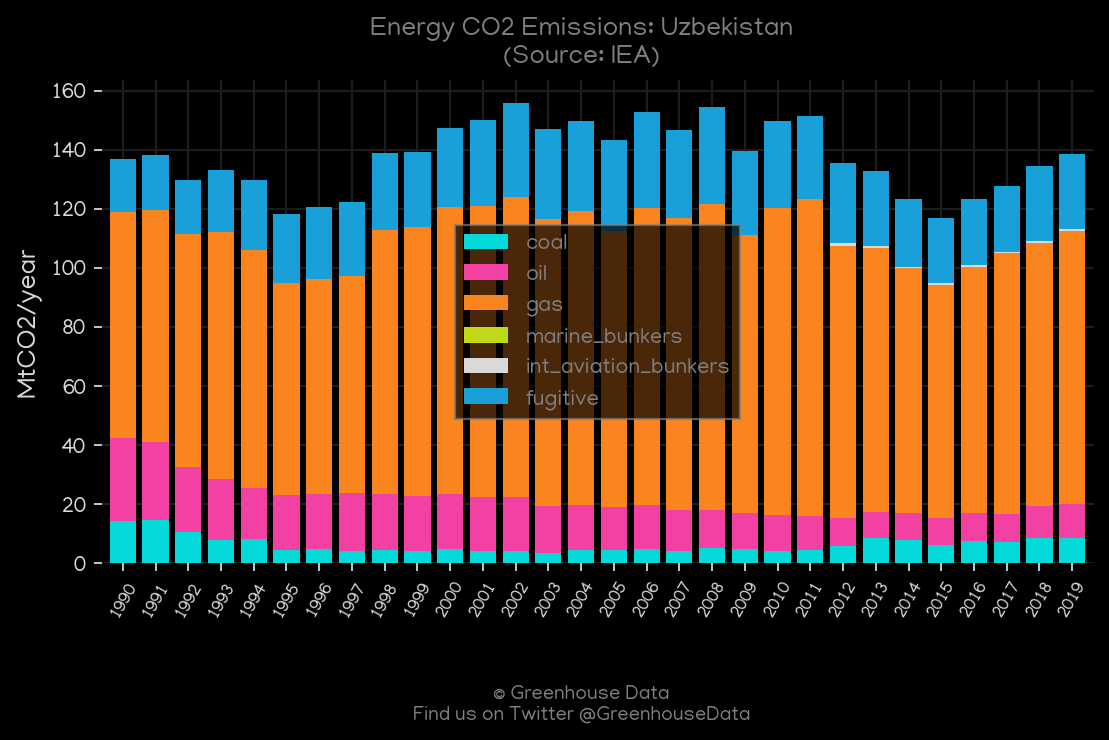 Energy CO2 Emissions: Uzbekistan
(Source: IEA)
MtCO2/year
160
140
120
100
80
60
40
20
0
coal
oil
gas
marine_bunkers
int_aviation_bunkers
fugitive
1990 1991 1992 1993 1994 1995 1996 1997 1998 1999 2000 2001 2002 2003 2004 2005 2006 2007 2008 2009 2010 2011 2012 2013 2014 2015 2016 2017 2018 2019
© Greenhouse Data
Find us on Twitter @GreenhouseData